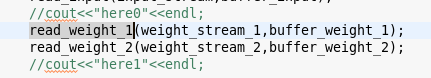 //cout<<"here0"<<endl;
read_weight_1(weight_stream_1,buffer_weight_1);
read_weight_2(weight_stream_2,buffer_weight_2);
//cout<<"here1"<<endl;